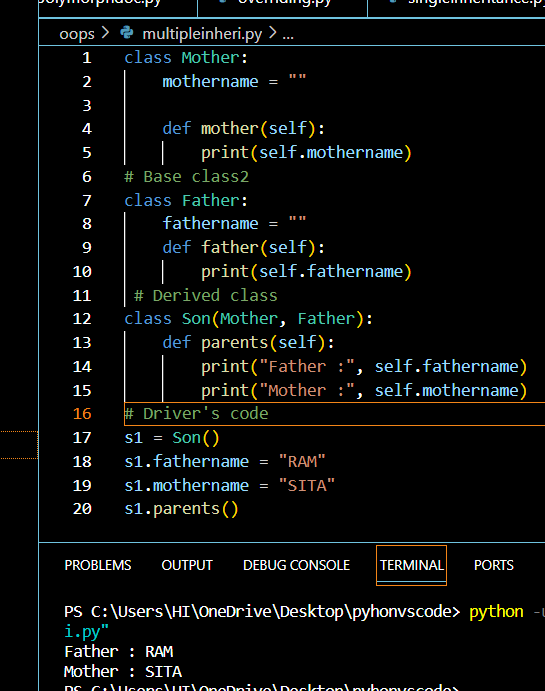 overriding.py
oops > multipleinheri.py > ...
1 class Mother:
2     mothername = ""
3
4     def mother(self):
5         print(self.mothername)
6 # Base class2
7 class Father:
8     fathername = ""
9     def father(self):
10         print(self.fathername)
11  # Derived class
12 class Son(Mother, Father):
13     def parents(self):
14         print("Father :", self.fathername)
15         print("Mother :", self.mothername)
16 # Driver's code
17 s1 = Son()
18 s1.fathername = "RAM"
19 s1.mothername = "SITA"
20 s1.parents()
PROBLEMS OUTPUT DEBUG CONSOLE TERMINAL PORTS
PS C:\Users\HI\OneDrive\Desktop\pyhonvscode> python -u
i.py"
Father : RAM
Mother : SITA
PS C:\Users\HI\OneDrive\Desktop\pyhonvscode>